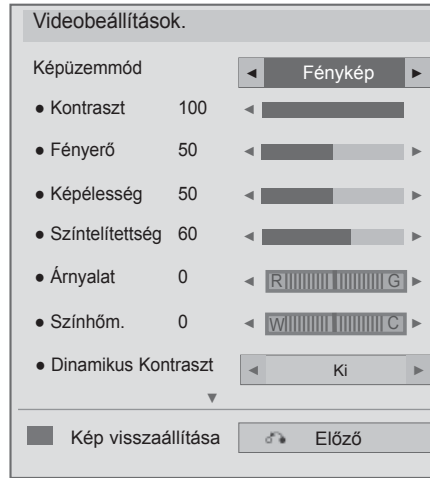 Videobeállítások.
Képüzemmód ◄ Fénykép ►
● Kontraszt 100 ◄
● Fényerő 50 ◄ ►
● Képélesség 50 ◄ ►
● Színtelítettség 60 ◄ ►
● Árnyalat 0 ◄ R G ►
● Színhőm. 0 ◄ W C ►
● Dinamikus Kontraszt ◄ Ki ►
▼
Kép visszaállítása Előző